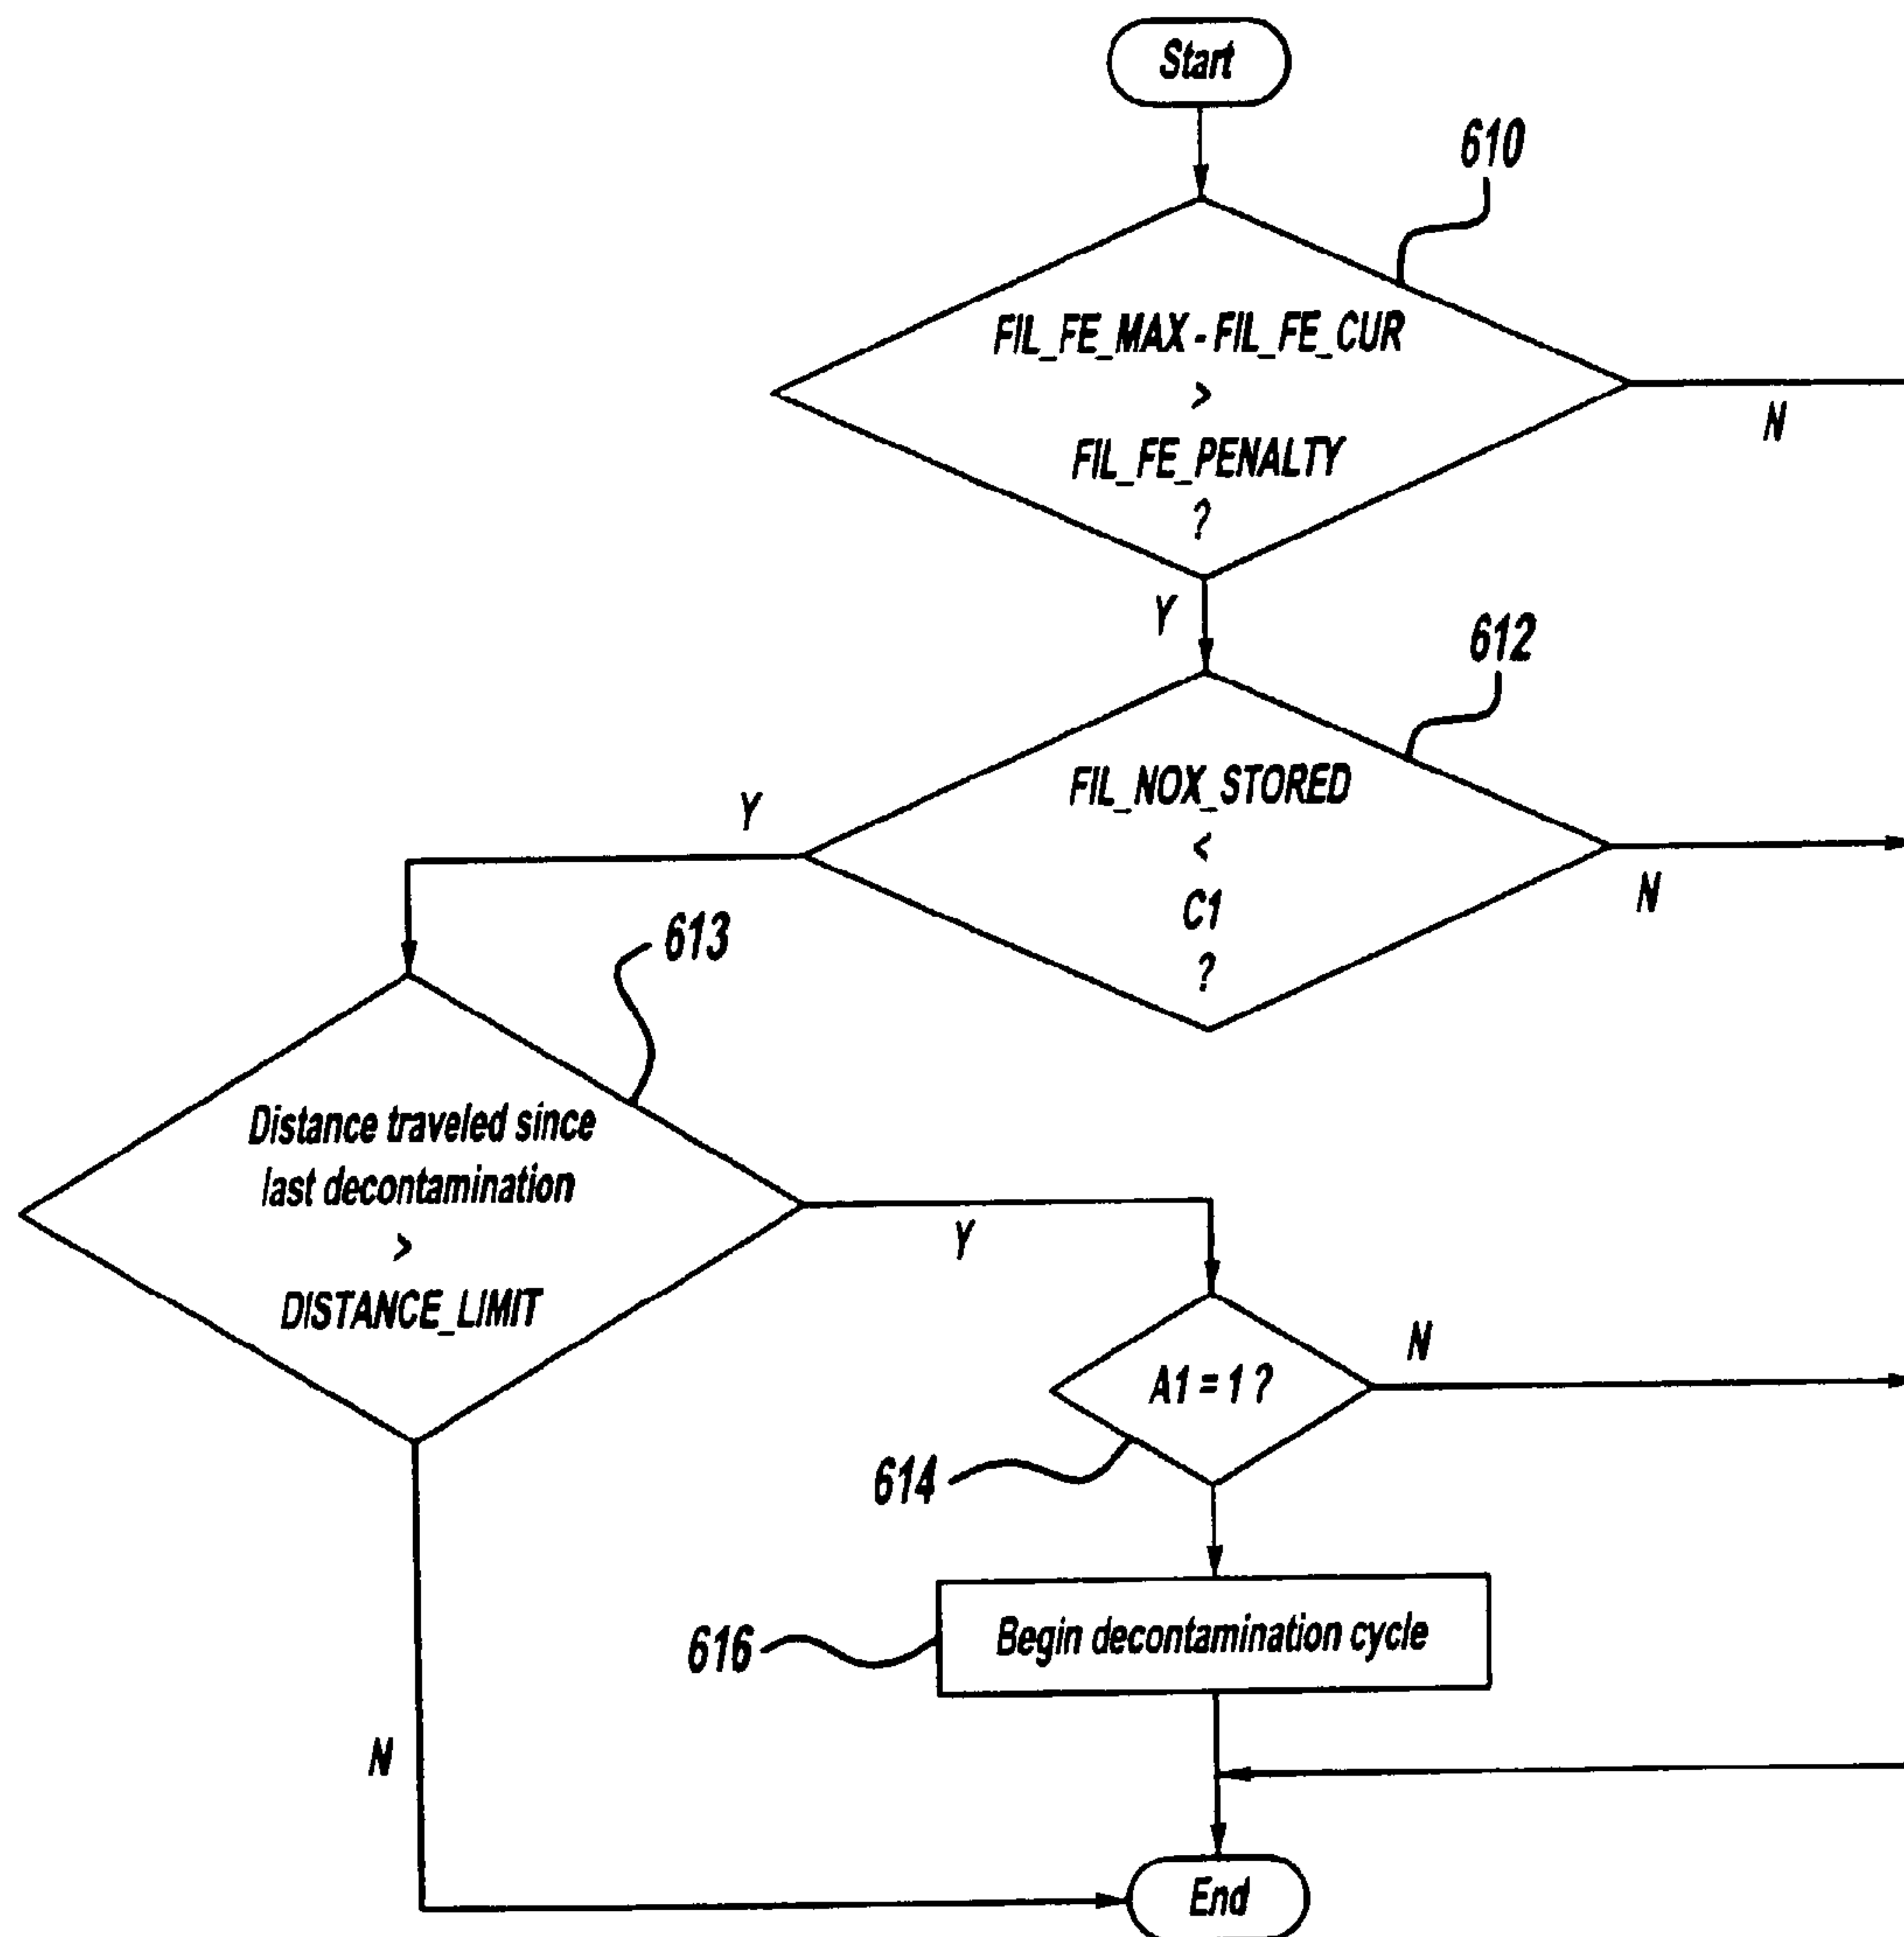 Start
610
FIL_FE_MAX - FIL_FE_CUR
>
FIL_FE_PENALTY
?
N
Y
612
FIL_NOX_STORED
<
C1
?
Y
N
613
Distance traveled since
last decontamination
>
DISTANCE_LIMIT
Y
A1 = 1 ?
N
614
Begin decontamination cycle
616
N
End